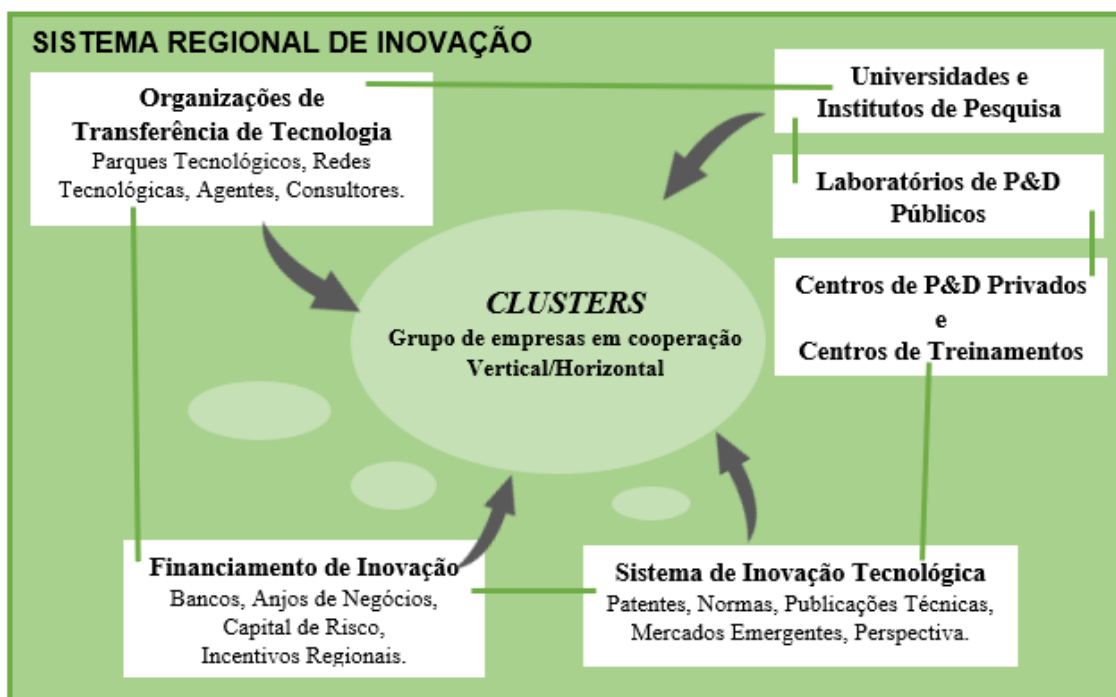 SISTEMA REGIONAL DE INOVAÇÃO
Organizações de
Transferência de Tecnologia
Parques Tecnológicos, Redes
Tecnológicas, Agentes, Consultores.
Universidades e
Institutos de Pesquisa
Laboratórios de P&D
Públicos
Centros de P&D Privados
e
Centros de Treinamentos
CLUSTERS
Grupo de empresas em cooperação
Vertical/Horizontal
Financiamento de Inovação
Bancos, Anjos de Negócios,
Capital de Risco,
Incentivos Regionais.
Sistema de Inovação Tecnológica
Patentes, Normas, Publicações Técnicas,
Mercados Emergentes, Perspectiva.